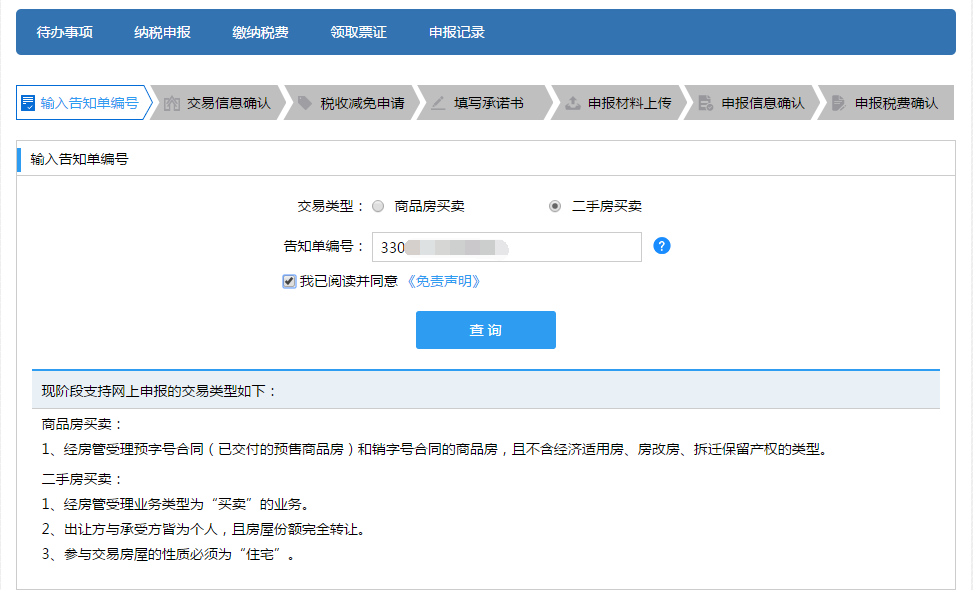 待办事项 纳税申报 缴纳税费 领取票证 申报记录
输入告知单编号 交易信息确认 税收减免申请 填写承诺书 申报材料上传 申报信息确认 申报税费确认
输入告知单编号
交易类型： 商品房买卖 二手房买卖
告知单编号： 330
我已阅读并同意 《免责声明》
查 询
现阶段支持网上申报的交易类型如下：
商品房买卖：
1、经房管受理预字号合同（已交付的预售商品房）和销字号合同的商品房，且不含经济适用房、房改房、拆迁保留产权的类型。
二手房买卖：
1、经房管受理业务类型为“买卖”的业务。
2、出让方与承受方皆为个人，且房屋份额完全转让。
3、参与交易房屋的性质必须为“住宅”。